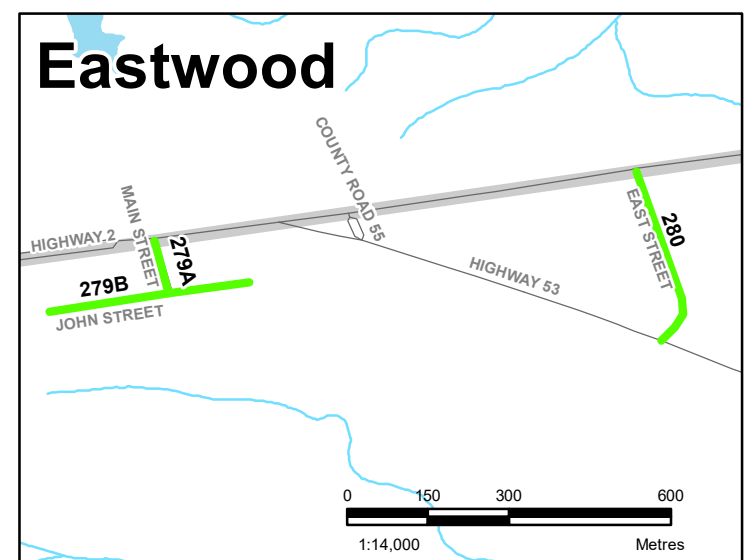 Eastwood
COUNTY ROAD 55
MAIN STREET
HIGHWAY 2
279A
279B
JOHN STREET
EAST STREET
280
HIGHWAY 53
0 150 300 600
1:14,000 Metres